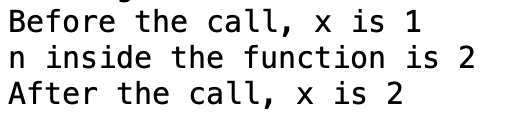 Before the call, x is 1
n inside the function is 2
After the call, x is 2